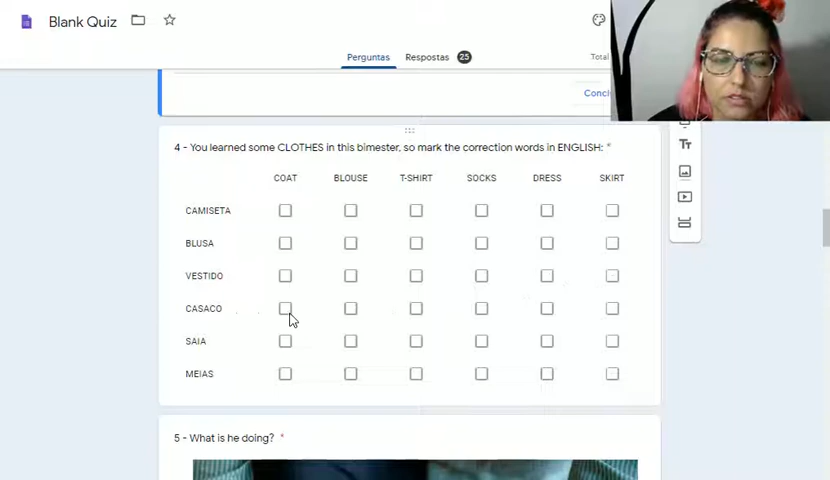 Blank Quiz
Perguntas
Respostas 25
Total
4 - You learned some CLOTHES in this bimester, so mark the correction words in ENGLISH: *
COAT BLOUSE T-SHIRT SOCKS DRESS SKIRT
CAMISETA
BLUSA
VESTIDO
CASACO
SAIA
MEIAS
5 - What is he doing? *